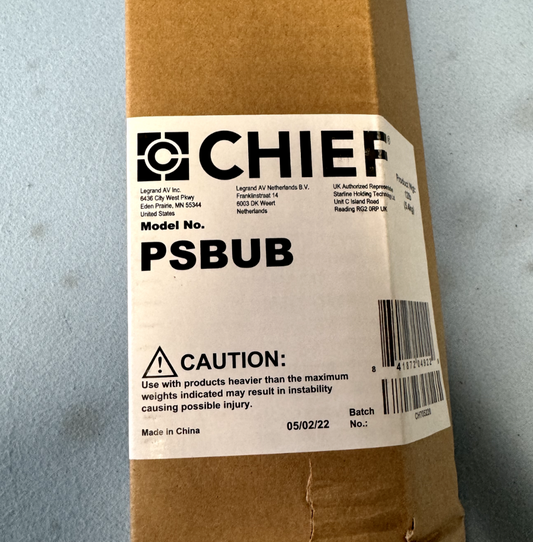 CHIEF®
Legrand AV Inc.
6436 City West Pkwy
Eden Prairie, MN 55344
United States
Legrand AV Netherlands B.V.
Franklinstraat 14
6003 DK Weert
Netherlands
UK Authorized Representative
Starline Holding
Unit C Island Road
Reading RG2 0RP UK
Product Weight
Model No.
PSBUB
CAUTION:
Use with products heavier than the maximum
weights indicated may result in instability
causing possible injury.
Made in China
05/02/22
Batch
No.:
8